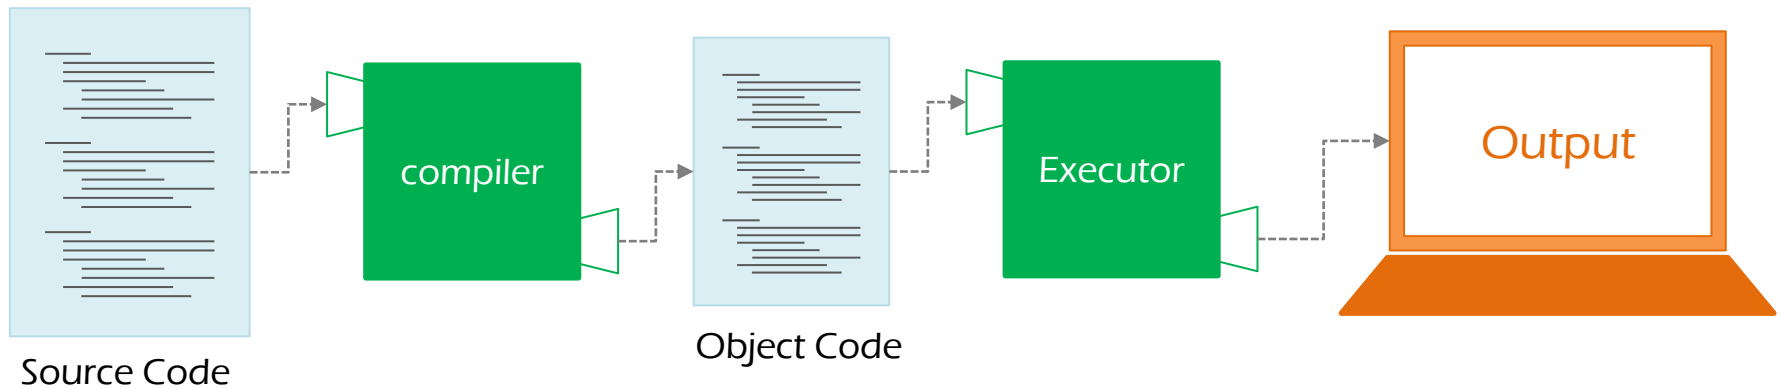 compiler
Executor
Output
Object Code
Source Code